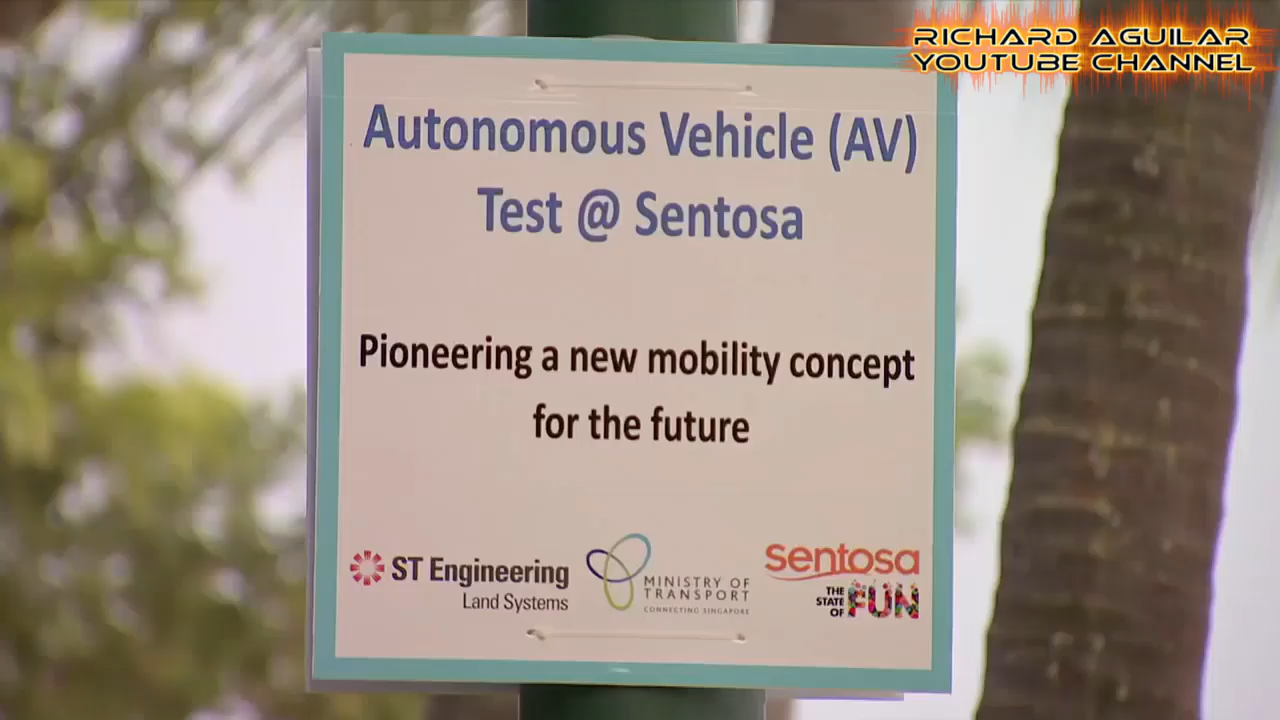 RICHARD AGUILAR
YOUTUBE CHANNEL
Autonomous Vehicle (AV)
Test @ Sentosa
Pioneering a new mobility concept
for the future
ST Engineering
Land Systems
MINISTRY OF
TRANSPORT
CONNECTING SINGAPORE
sentosa
THE
STATE
OF
FUN